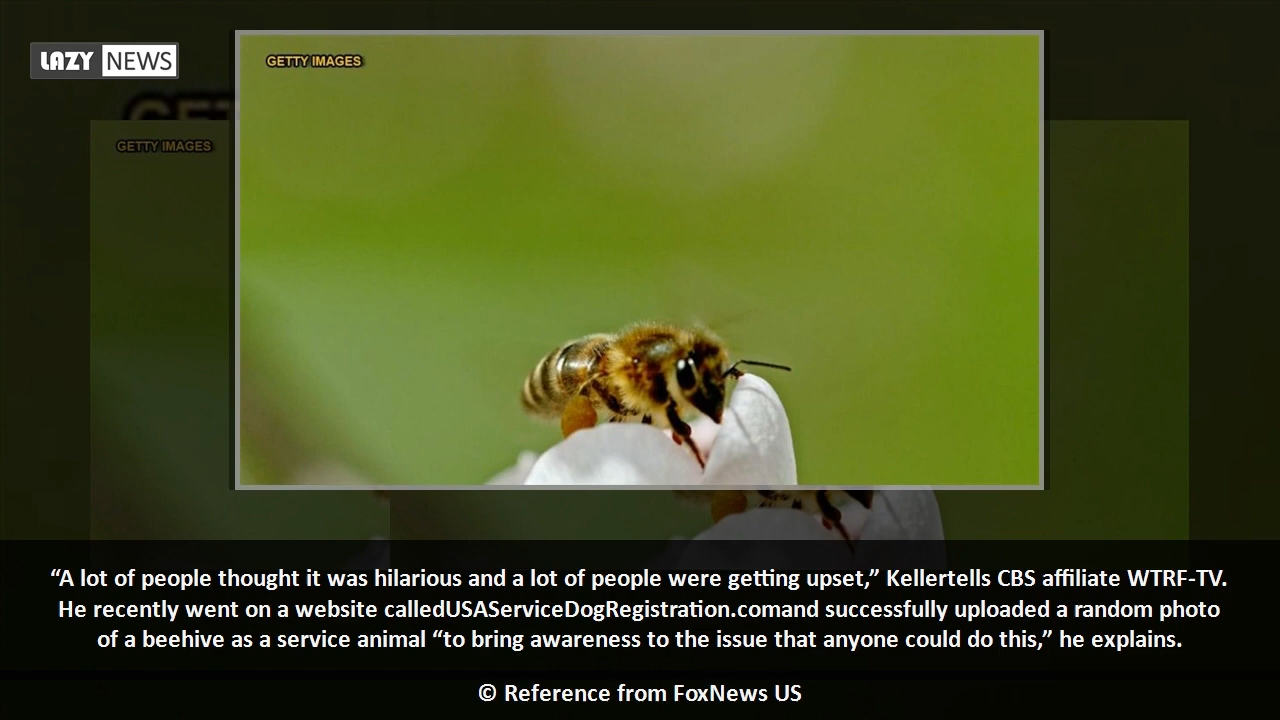 LAZY NEWS
GETTY IMAGES
GET
GETTY IMAGES
“A lot of people thought it was hilarious and a lot of people were getting upset,” Kellertells CBS affiliate WTRF-TV.
He recently went on a website calledUSAServiceDogRegistration.comand successfully uploaded a random photo
of a beehive as a service animal “to bring awareness to the issue that anyone could do this,” he explains.
© Reference from FoxNews US